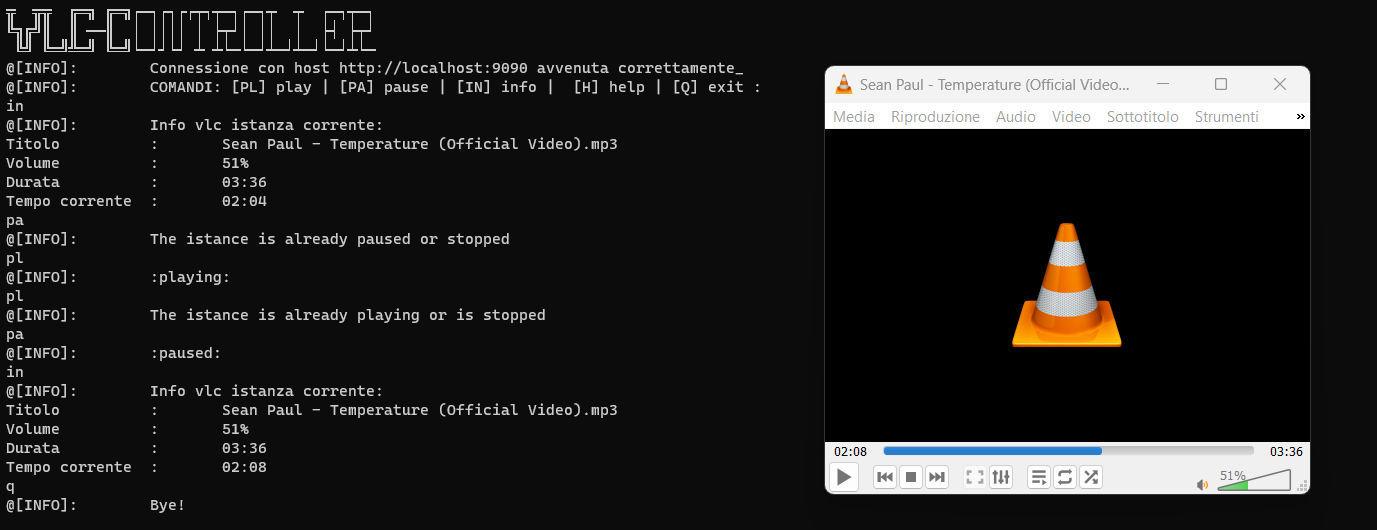 VLC-CONTROLLER
@[INFO]: Connessione con host http://localhost:9090 avvenuta correttamente_
@[INFO]: COMANDI: [PL] play | [PA] pause | [IN] info | [H] help | [Q] exit :
in
@[INFO]: Info vlc istanza corrente:
Titolo : Sean Paul - Temperature (Official Video).mp3
Volume : 51%
Durata : 03:36
Tempo corrente : 02:04
pa
@[INFO]: The istance is already paused or stopped
pl
@[INFO]: :playing:
pl
@[INFO]: The istance is already playing or is stopped
pa
@[INFO]: :paused:
in
@[INFO]: Info vlc istanza corrente:
Titolo : Sean Paul - Temperature (Official Video).mp3
Volume : 51%
Durata : 03:36
Tempo corrente : 02:08
q
@[INFO]: Bye!
Sean Paul - Temperature (Official Video...
Media Riproduzione Audio Video Sottotitolo Strumenti »
02:08 03:36
51%